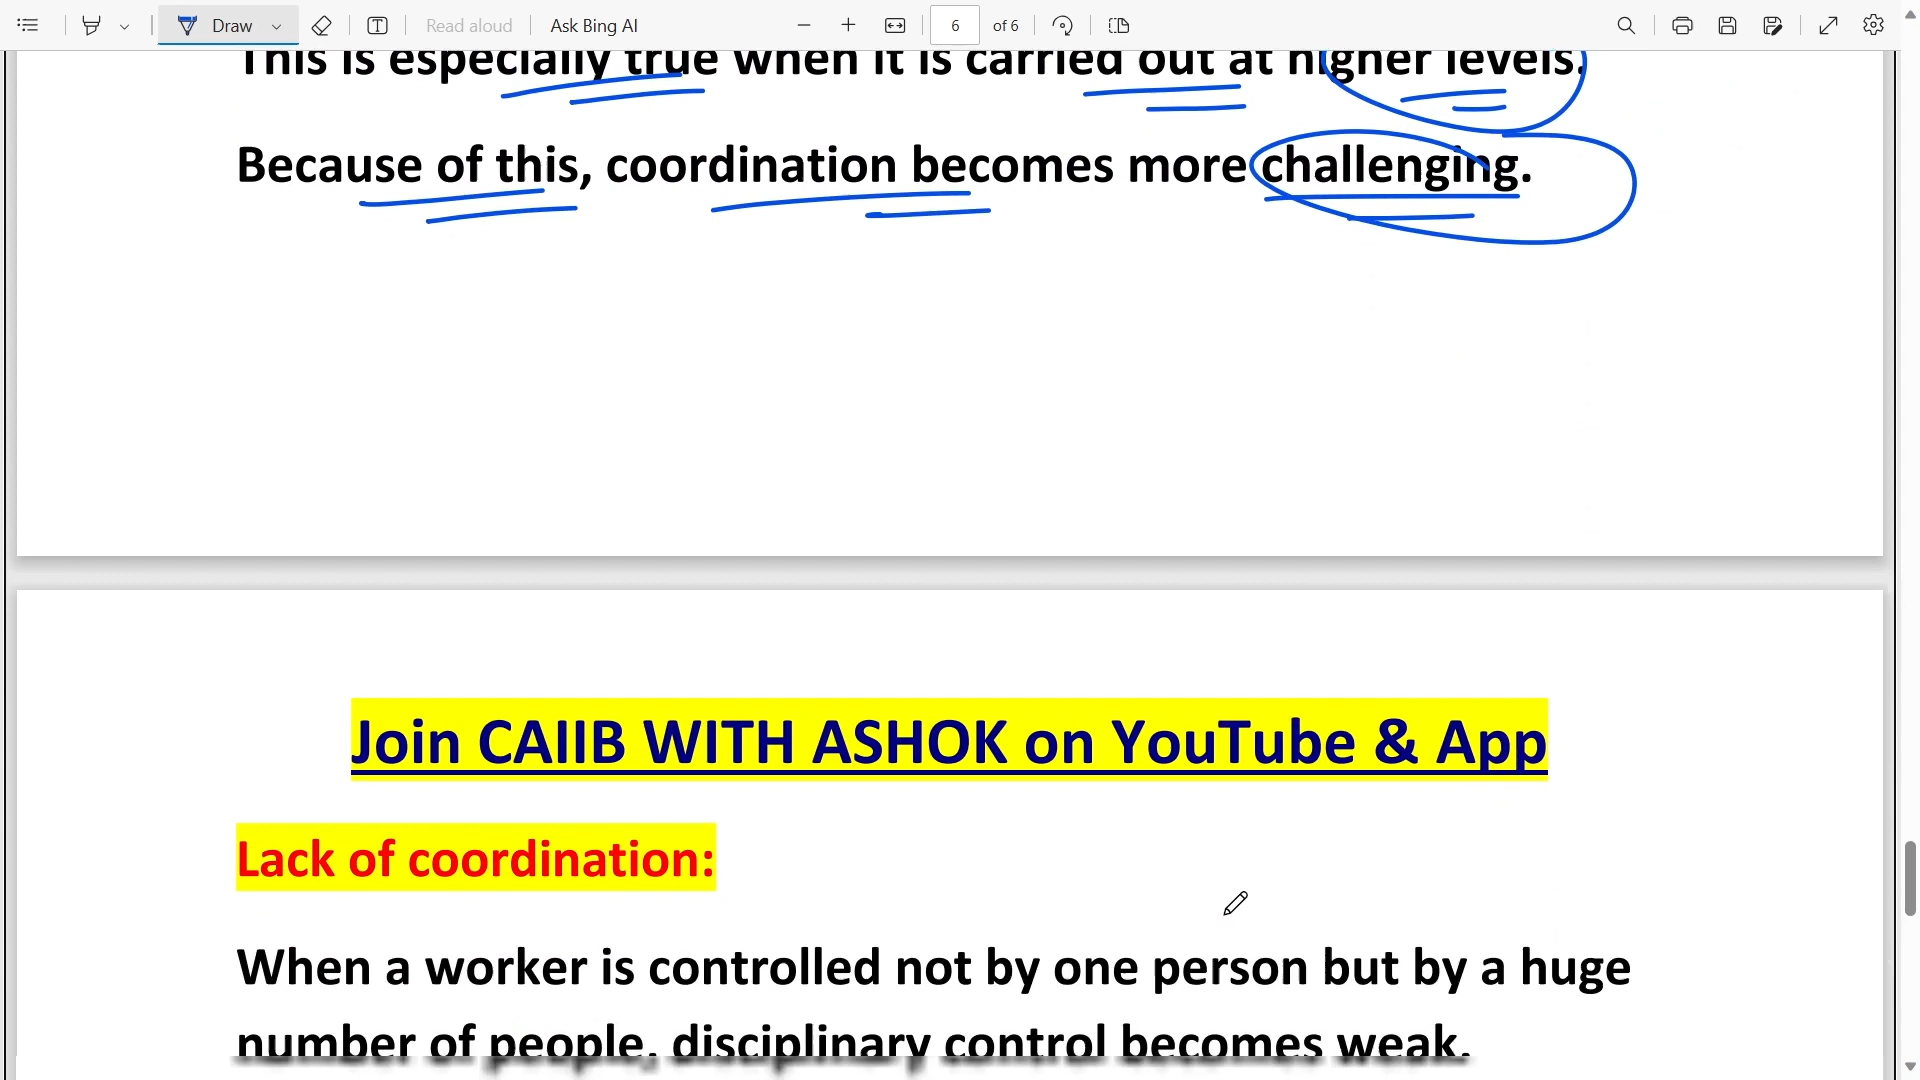 Draw
Read aloud
Ask Bing AI
6
of 6
This is especially true when it is carried out at higher levels.
Because of this, coordination becomes more challenging.
Join CAIIB WITH ASHOK on YouTube & App
Lack of coordination:
When a worker is controlled not by one person but by a huge
number of people, disciplinary control becomes weak.